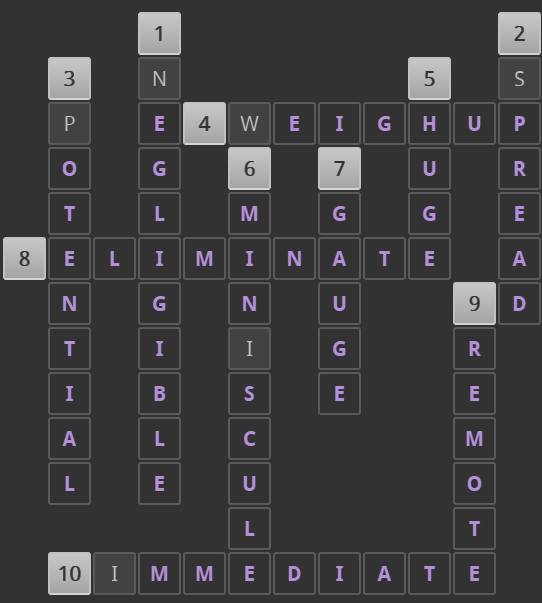 1 2
3 N 5 S
P E 4 W E I G H U P
O G 6 7 U R
T L M G G E
8 E L I M I N A T E A
N G N U 9 D
T I I G R
I B S E E
A L C M
L E U O
L T
10 I M M E D I A T E